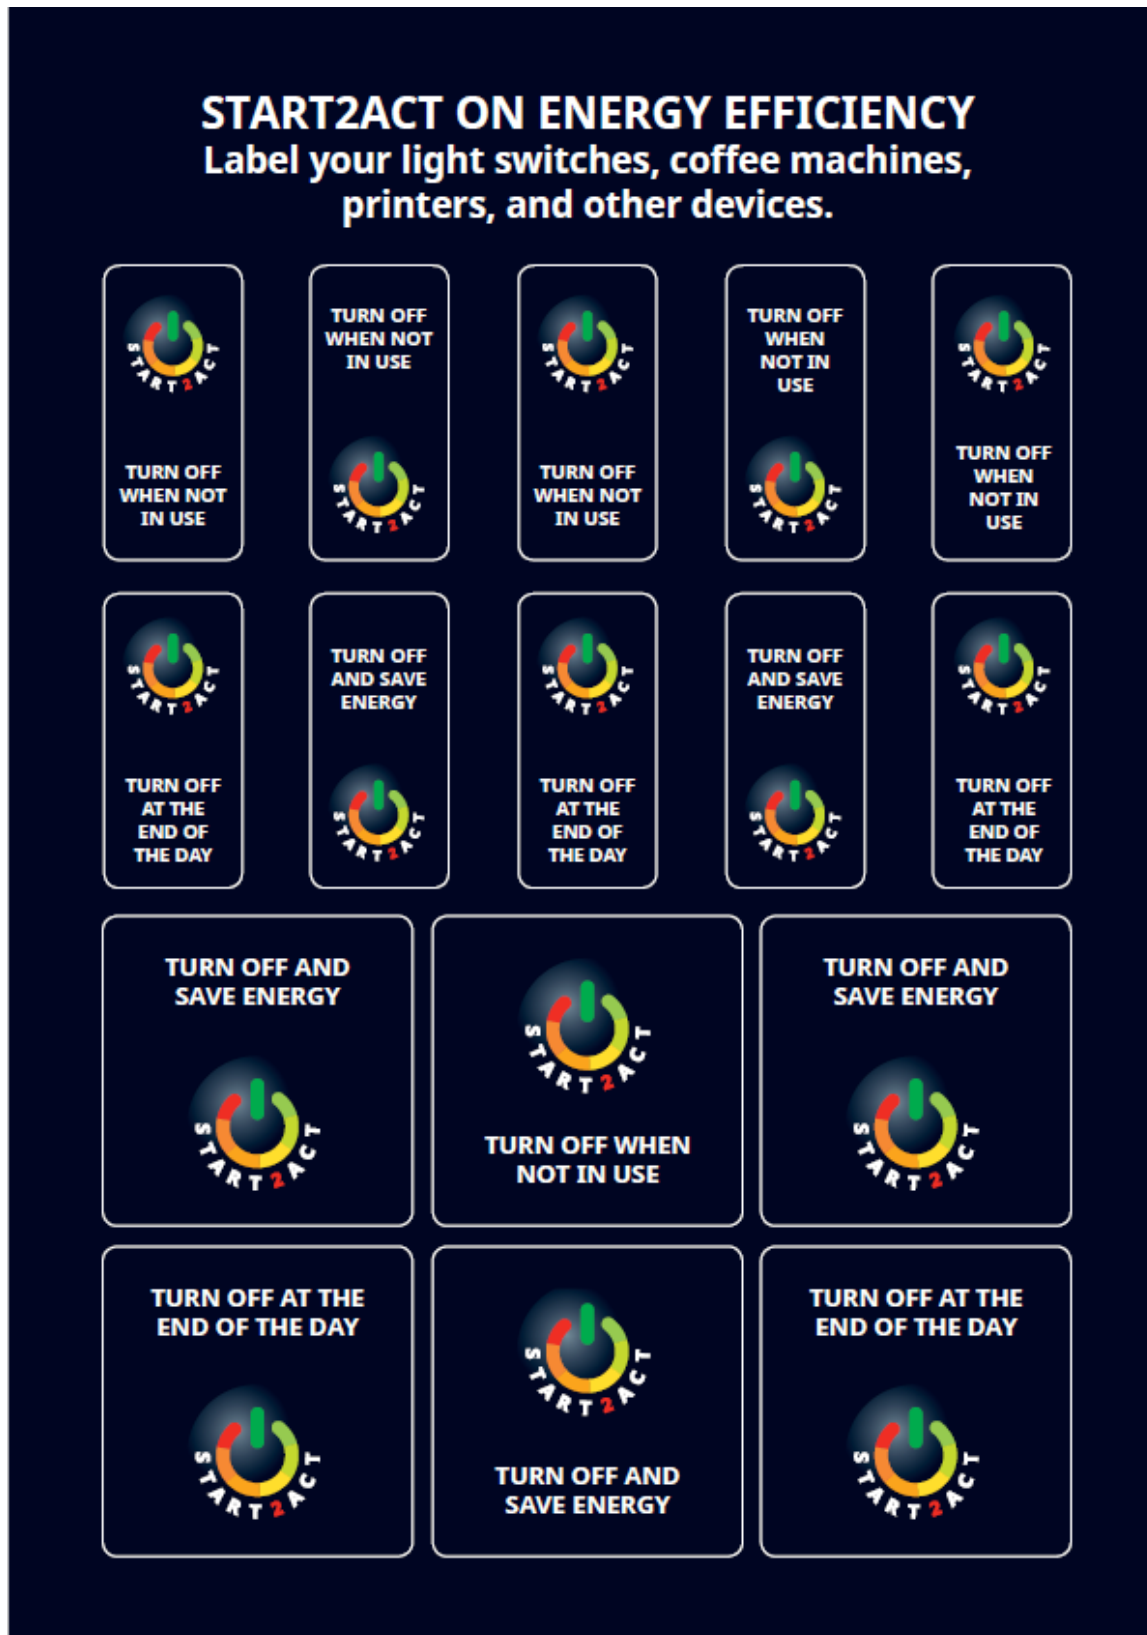 START2ACT ON ENERGY EFFICIENCY
Label your light switches, coffee machines,
printers, and other devices.
START2ACT
TURN OFF
WHEN NOT
IN USE
TURN OFF
WHEN NOT
IN USE
START2ACT
START2ACT
TURN OFF
WHEN NOT
IN USE
TURN OFF
WHEN
NOT IN
USE
START2ACT
START2ACT
TURN OFF
WHEN
NOT IN
USE
START2ACT
TURN OFF
AT THE
END OF
THE DAY
TURN OFF
AND SAVE
ENERGY
START2ACT
START2ACT
TURN OFF
AT THE
END OF
THE DAY
TURN OFF
AND SAVE
ENERGY
START2ACT
START2ACT
TURN OFF
AT THE
END OF
THE DAY
TURN OFF AND
SAVE ENERGY
START2ACT
START2ACT
TURN OFF WHEN
NOT IN USE
TURN OFF AND
SAVE ENERGY
START2ACT
TURN OFF AT THE
END OF THE DAY
START2ACT
START2ACT
TURN OFF AND
SAVE ENERGY
TURN OFF AT THE
END OF THE DAY
START2ACT